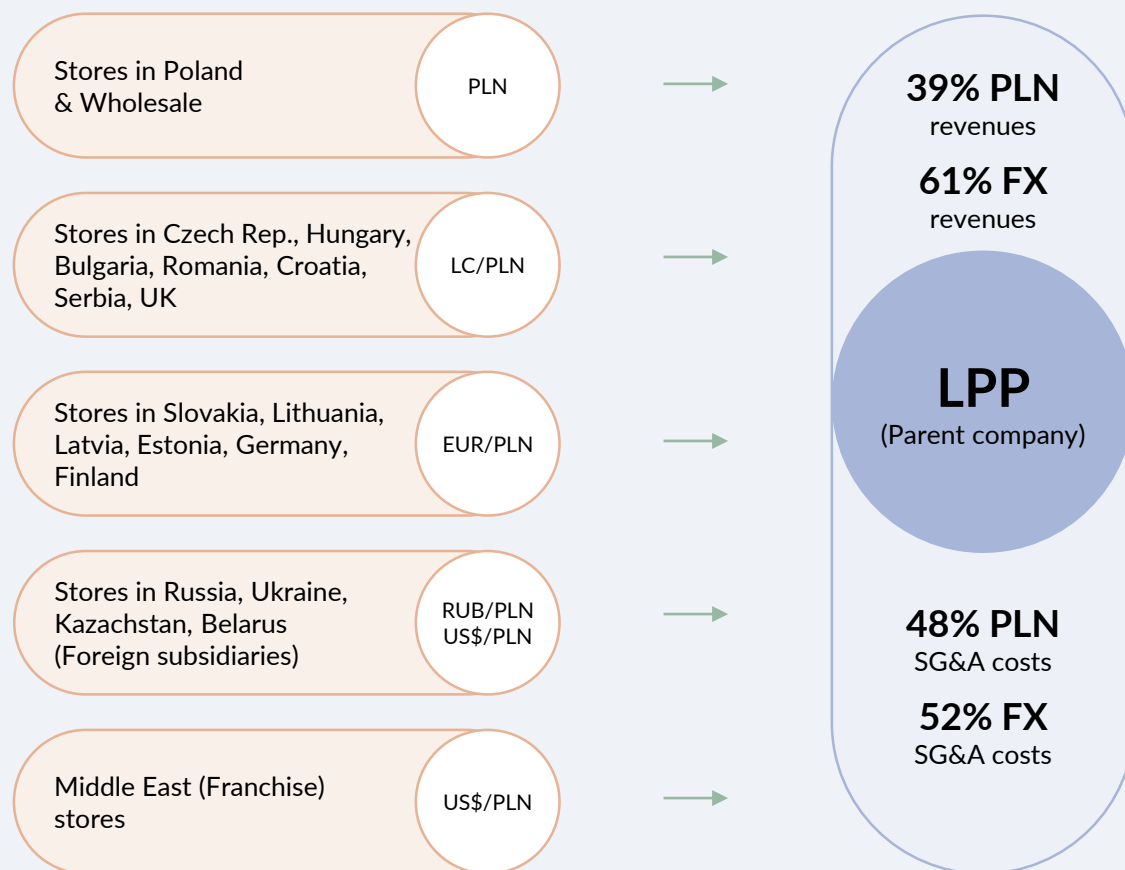 Stores in Poland
& Wholesale
PLN
Stores in Czech Rep., Hungary,
Bulgaria, Romania, Croatia,
Serbia, UK
LC/PLN
Stores in Slovakia, Lithuania,
Latvia, Estonia, Germany,
Finland
EUR/PLN
Stores in Russia, Ukraine,
Kazachstan, Belarus
(Foreign subsidiaries)
RUB/PLN
US$/PLN
Middle East (Franchise)
stores
US$/PLN
39% PLN
revenues
61% FX
revenues
LPP
(Parent company)
48% PLN
SG&A costs
52% FX
SG&A costs